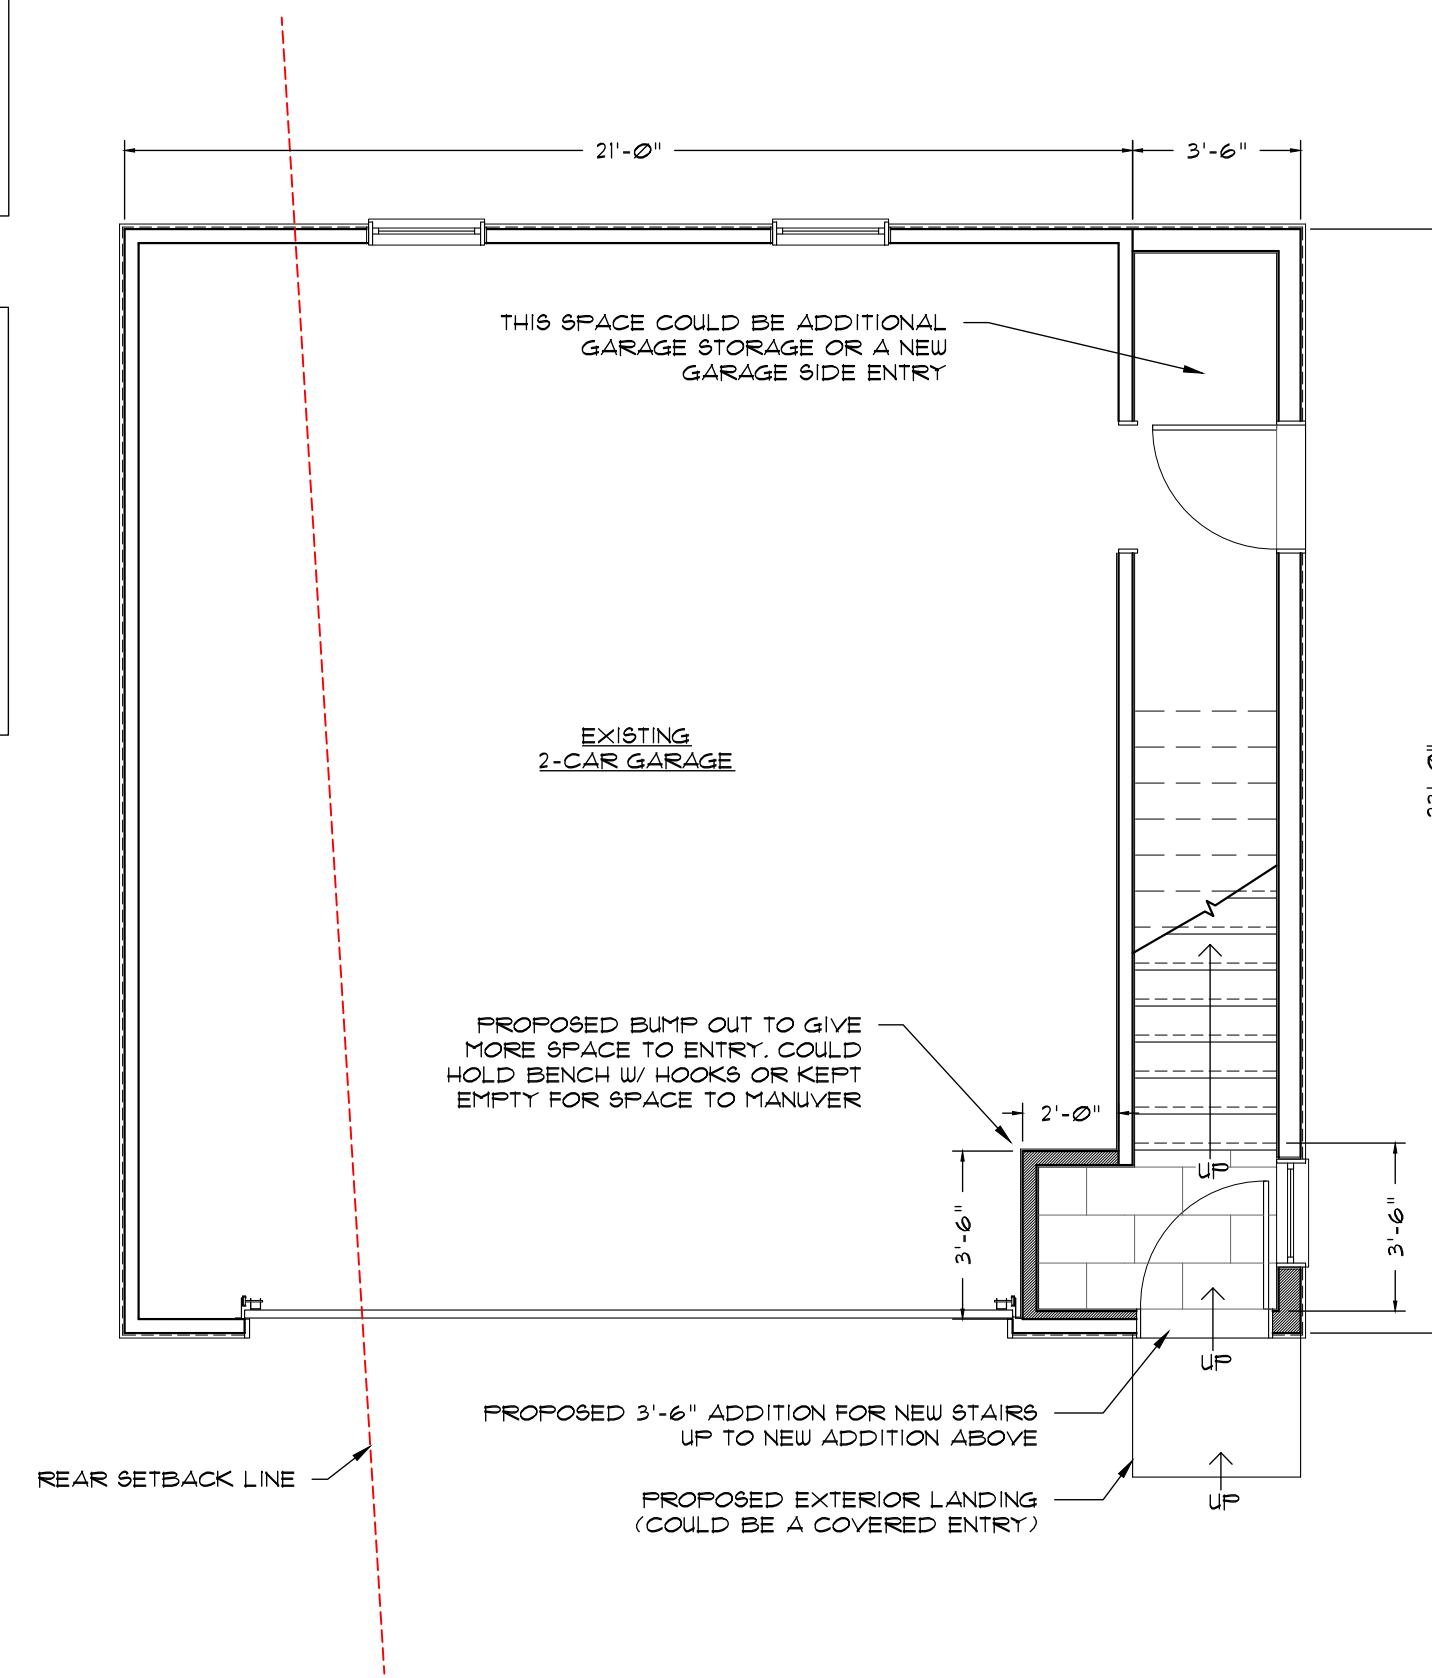 21'-0"
3'-6"
THIS SPACE COULD BE ADDITIONAL
GARAGE STORAGE OR A NEW
GARAGE SIDE ENTRY
EXISTING
2-CAR GARAGE
PROPOSED BUMP OUT TO GIVE
MORE SPACE TO ENTRY. COULD
HOLD BENCH W/ HOOKS OR KEPT
EMPTY FOR SPACE TO MANUVER
2'-0"
UP
3'-6"
3'-6"
UP
PROPOSED 3'-6" ADDITION FOR NEW STAIRS
UP TO NEW ADDITION ABOVE
REAR SETBACK LINE
PROPOSED EXTERIOR LANDING
(COULD BE A COVERED ENTRY)
UP